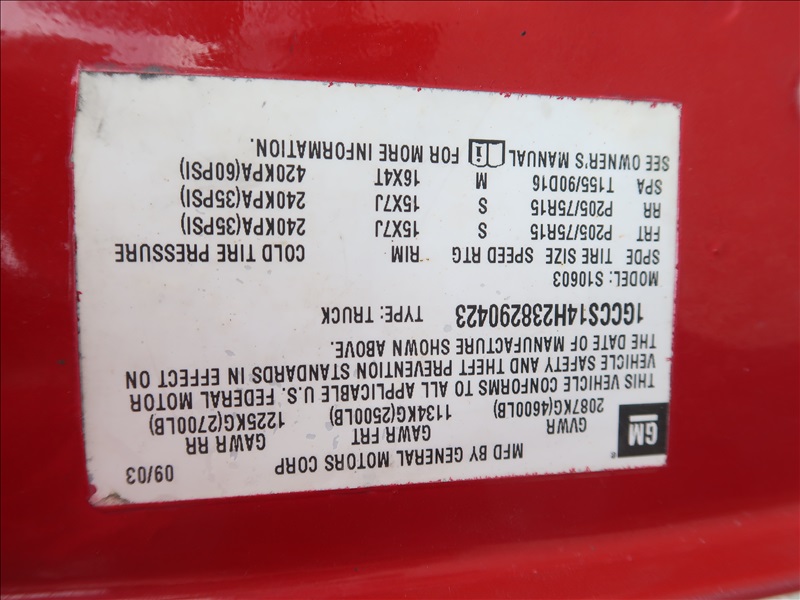 MFD BY GENERAL MOTORS CORP 09/03
GM
GVWR GAWR FRT GAWR RR
2087KG(4600LB) 1134KG(2500LB) 1225KG(2700LB)
THIS VEHICLE CONFORMS TO ALL APPLICABLE U.S. FEDERAL MOTOR
VEHICLE SAFETY AND THEFT PREVENTION STANDARDS IN EFFECT ON
THE DATE OF MANUFACTURE SHOWN ABOVE.
1GCCS14H238290423 TYPE: TRUCK
MODEL: S10603
SPDE TIRE SIZE SPEED RTG RIM COLD TIRE PRESSURE
FRT P205/75R15 S 15X7J 240KPA(35PSI)
RR P205/75R15 S 15X7J 240KPA(35PSI)
SPA T155/90D16 M 16X4T 420KPA(60PSI)
SEE OWNER'S MANUAL FOR MORE INFORMATION.